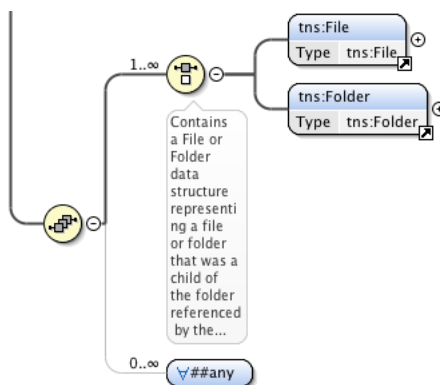 tns:File
1..∞
Type tns:File
tns:Folder
Type tns:Folder
Contains
a File or
Folder
data
structure
representi
ng a file
or folder
that was a
child of
the folder
referenced
by the...
0..∞
∀##any